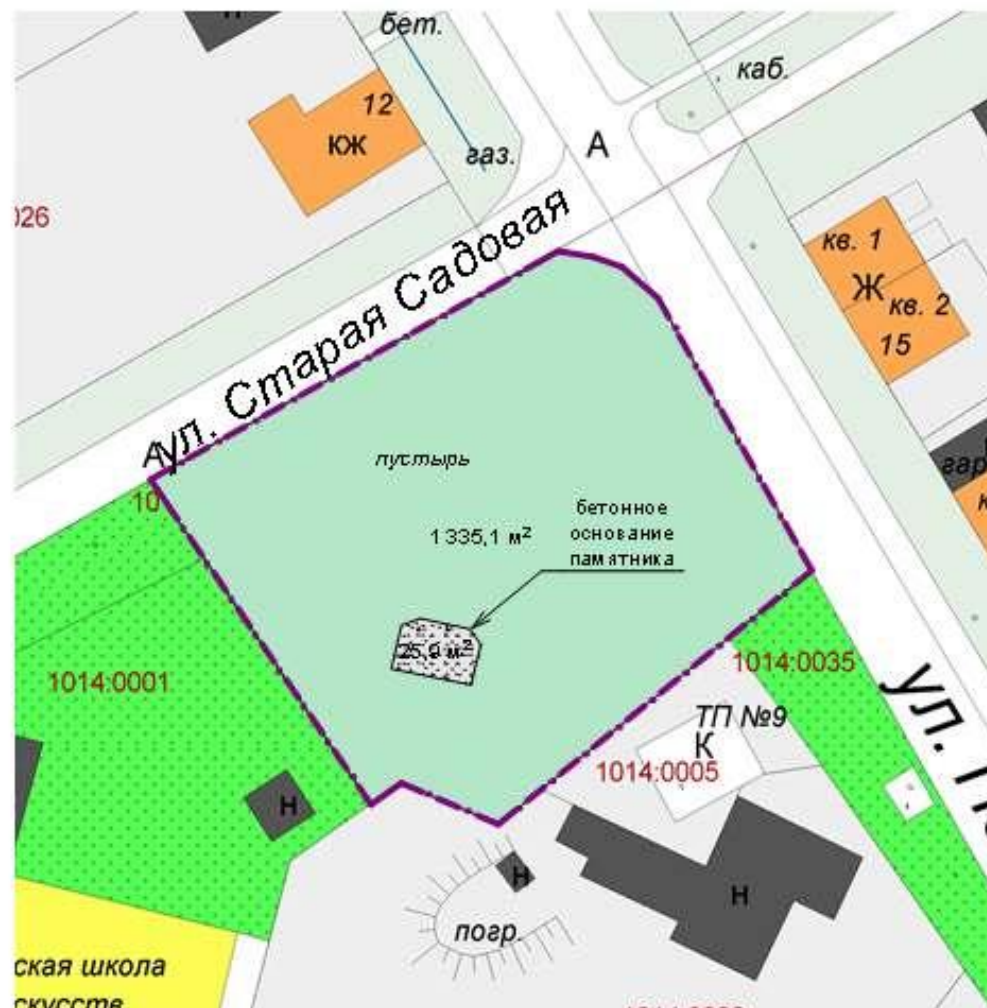 н
бет.
каб.
12
КЖ
газ.
А
026
ул. Старая Садовая
кв. 1
Ж
кв. 2
15
А
гар
к
пустырь
10
1 335,1 м²
бетонное
основание
памятника
25,9 м²
1014:0001
1014:0035
ул. П
ТП №9
К
1014:0005
н
н
н
погр.
ская школа
скусств